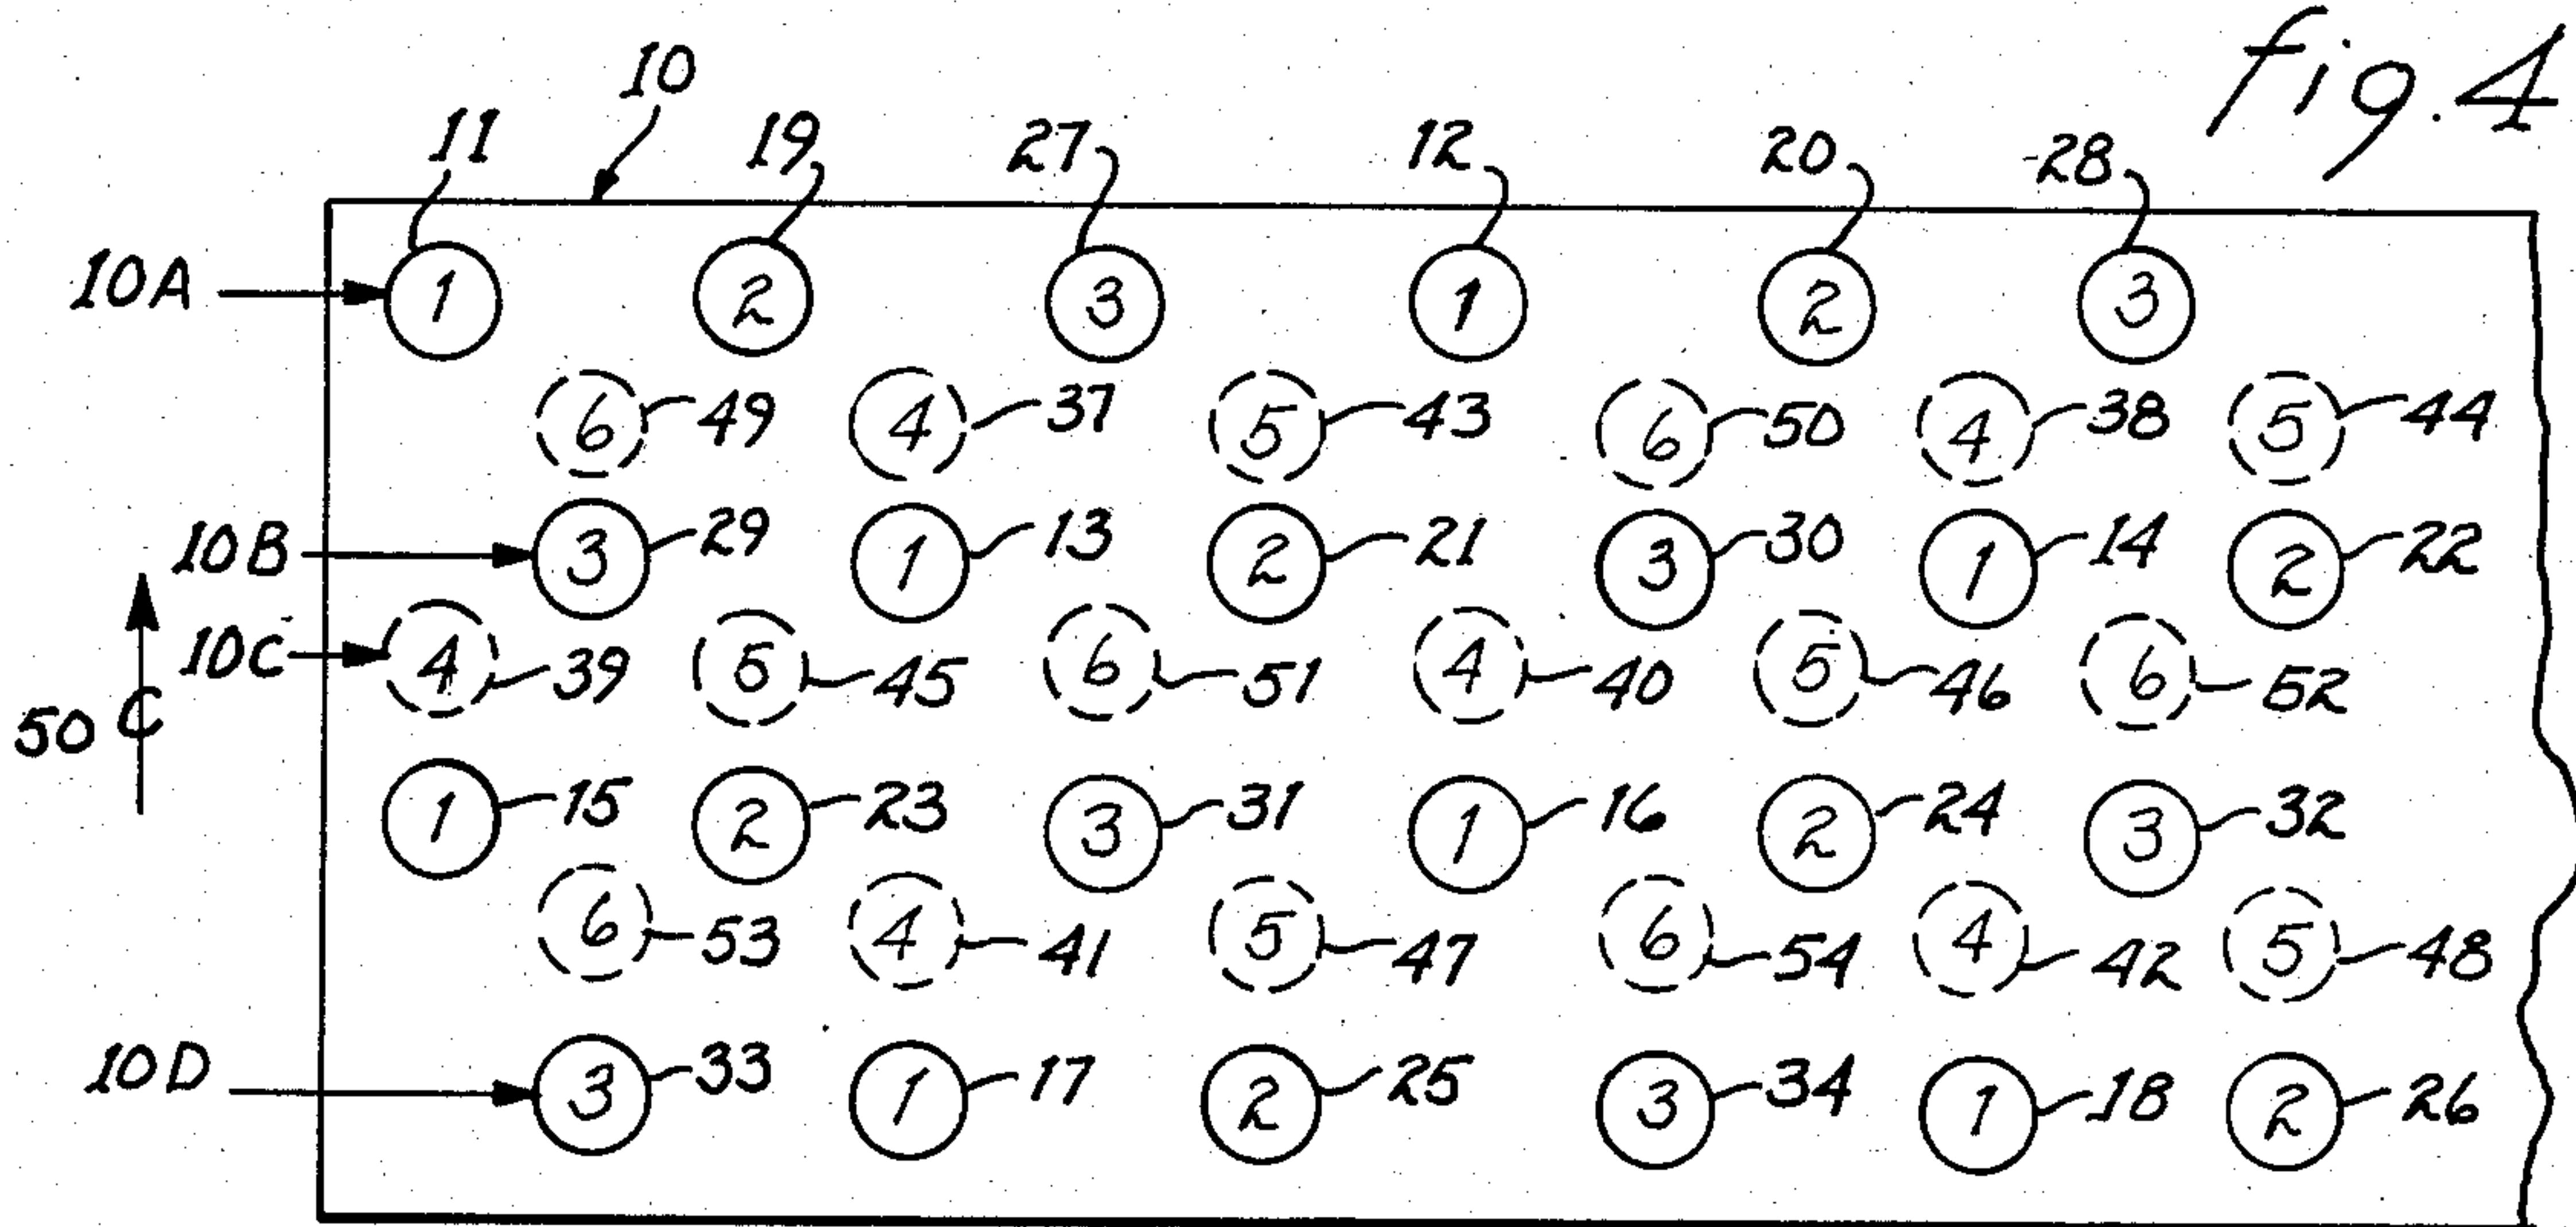 fig.4
10
11 19 27 12 20 28
10A 1 2 3 1 2 3
6 49 4 37 5 43 6 50 4 38 5 44
10B 3 29 1 13 2 21 3 30 1 14 2 22
10C 4 39 5 45 6 51 4 40 5 46 6 52
50 C
1 15 2 23 3 31 1 16 2 24 3 32
6 53 4 41 5 47 6 54 4 42 5 48
10D 3 33 1 17 2 25 3 34 1 18 2 26